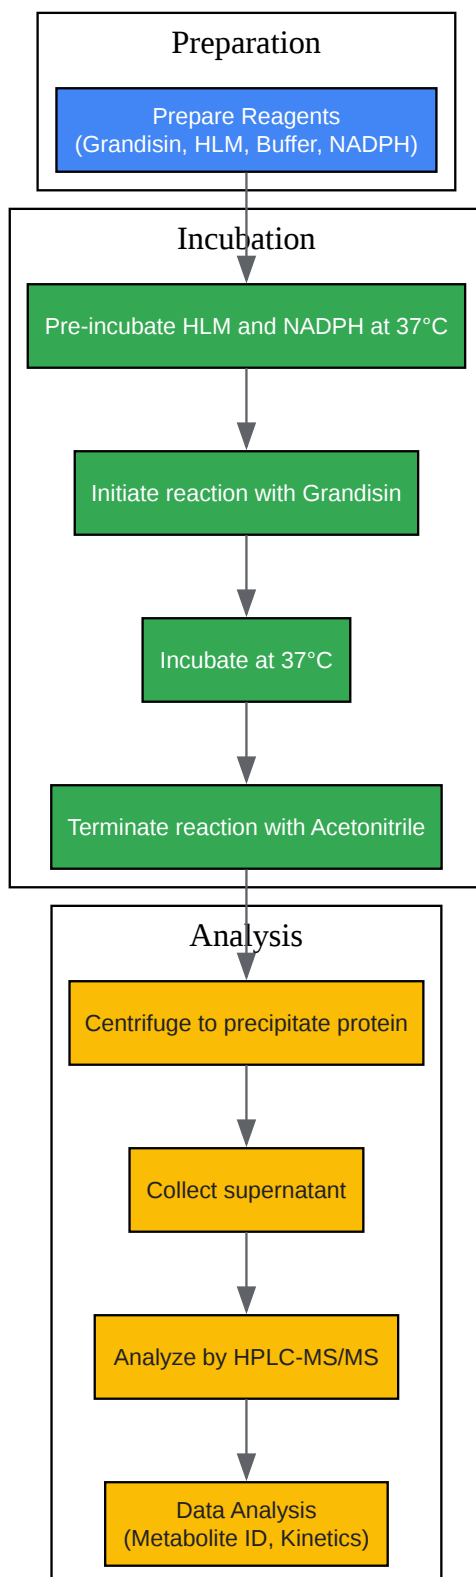 Preparation
Prepare Reagents
(Grandisin, HLM, Buffer, NADPH)
Incubation
Pre-incubate HLM and NADPH at 37°C
Initiate reaction with Grandisin
Incubate at 37°C
Terminate reaction with Acetonitrile
Analysis
Centrifuge to precipitate protein
Collect supernatant
Analyze by HPLC-MS/MS
Data Analysis
(Metabolite ID, Kinetics)